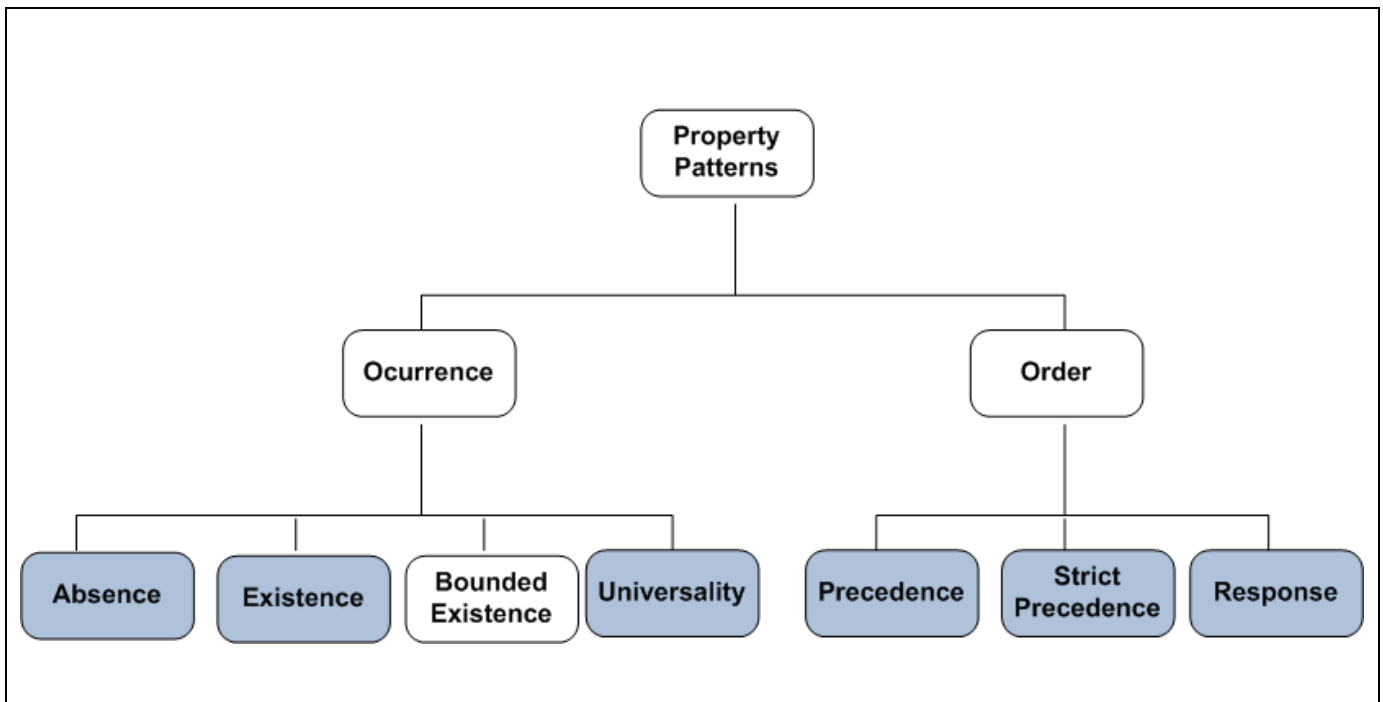 Property
Patterns
Ocurrence
Order
Absence
Existence
Bounded
Existence
Universality
Precedence
Strict
Precedence
Response